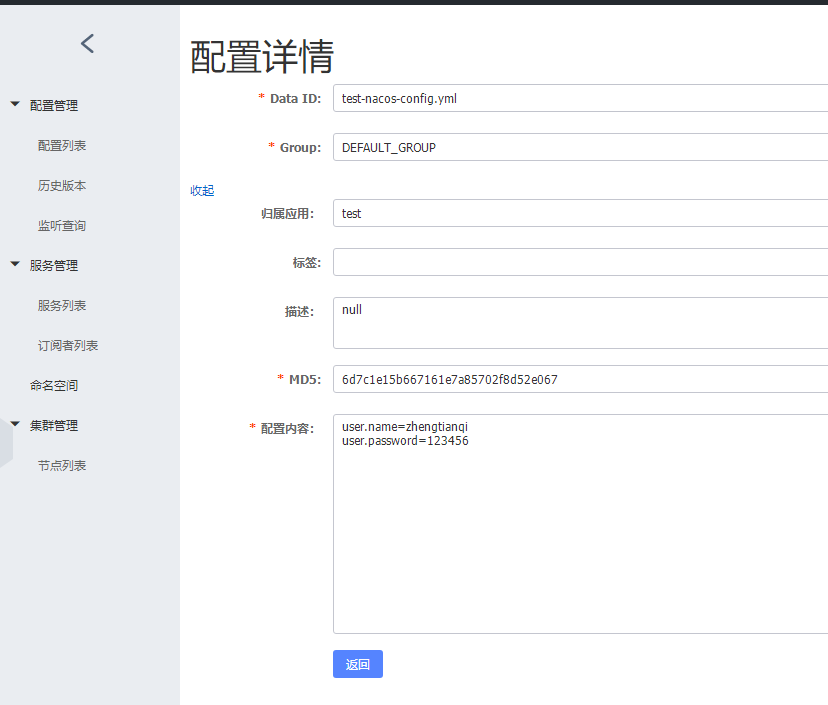 配置管理
配置列表
历史版本
监听查询
服务管理
服务列表
订阅者列表
命名空间
集群管理
节点列表
配置详情
* Data ID: test-nacos-config.yml
* Group: DEFAULT_GROUP
收起
归属应用: test
标签:
描述: null
* MD5: 6d7c1e15b667161e7a85702f8d52e067
* 配置内容: user.name=zhengtianqi
user.password=123456
返回